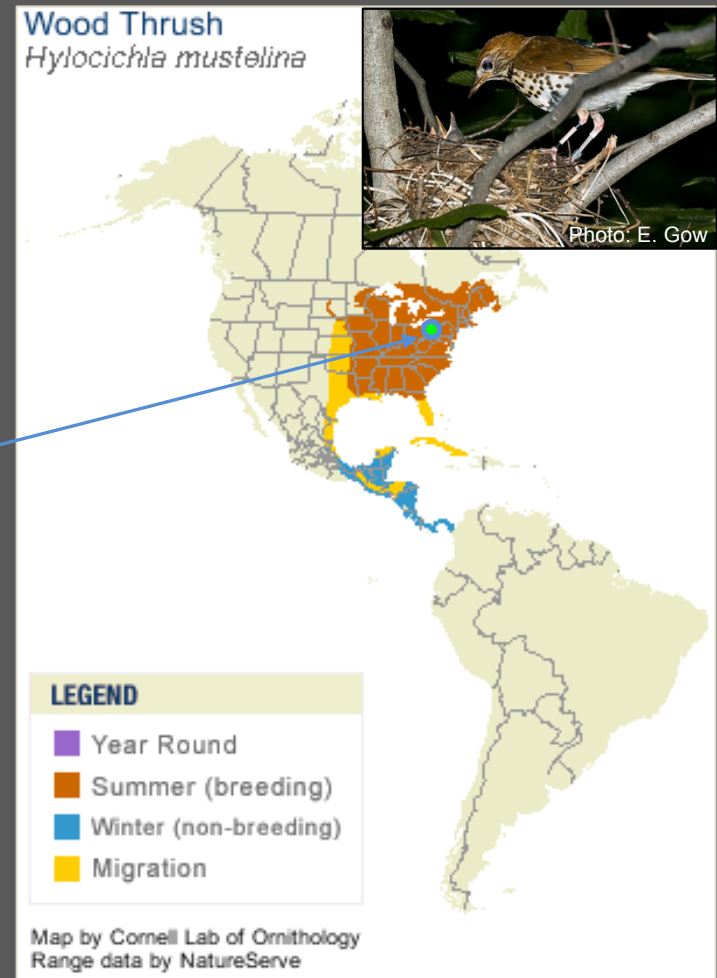 Wood Thrush
Hylocichla mustelina
Photo: E. Gow
LEGEND
Year Round
Summer (breeding)
Winter (non-breeding)
Migration
Map by Cornell Lab of Ornithology
Range data by NatureServe